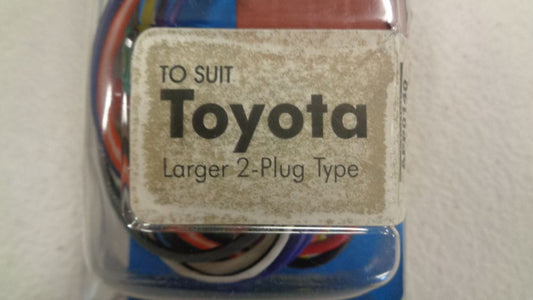 TO SUIT
Toyota
Larger 2-Plug Type